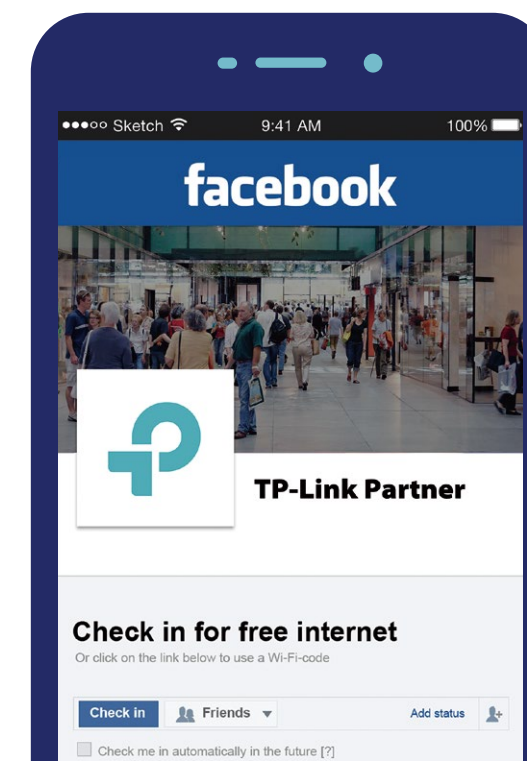 Sketch 9:41 AM 100%
facebook
TP-Link Partner
Check in for free internet
Or click on the link below to use a Wi-Fi-code
Check in Friends Add status
Check me in automatically in the future [?]